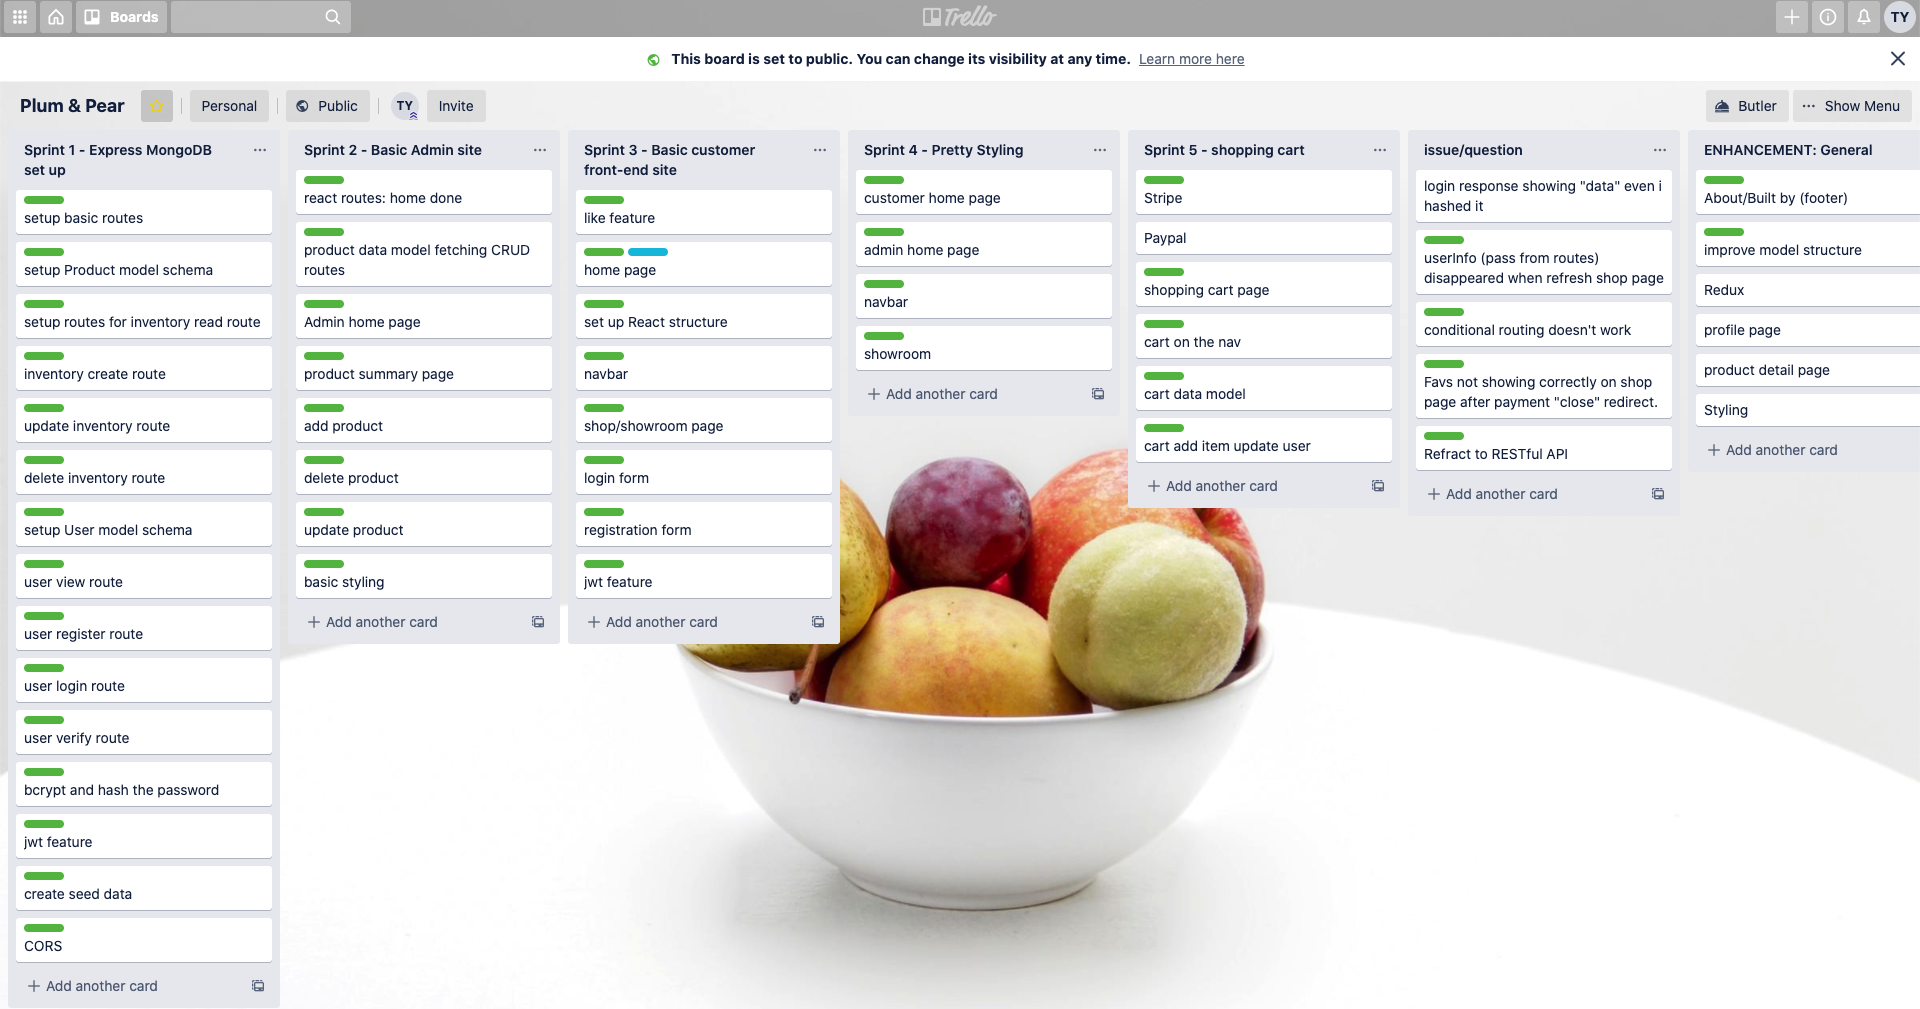 Boards
Trello
TY
This board is set to public. You can change its visibility at any time. Learn more here
Plum & Pear
Personal
Public
TY
Invite
Butler
Show Menu
Sprint 1 - Express MongoDB
set up
setup basic routes
setup Product model schema
setup routes for inventory read route
inventory create route
update inventory route
delete inventory route
setup User model schema
user view route
user register route
user login route
user verify route
bcrypt and hash the password
jwt feature
create seed data
CORS
Add another card
Sprint 2 - Basic Admin site
react routes: home done
product data model fetching CRUD
routes
Admin home page
product summary page
add product
delete product
update product
basic styling
Add another card
Sprint 3 - Basic customer
front-end site
like feature
home page
set up React structure
navbar
shop/showroom page
login form
registration form
jwt feature
Add another card
Sprint 4 - Pretty Styling
customer home page
admin home page
navbar
showroom
Add another card
Sprint 5 - shopping cart
Stripe
Paypal
shopping cart page
cart on the nav
cart data model
cart add item update user
Add another card
issue/question
login response showing "data" even i
hashed it
userInfo (pass from routes)
disappeared when refresh shop page
conditional routing doesn't work
Favs not showing correctly on shop
page after payment "close" redirect.
Refract to RESTful API
Add another card
ENHANCEMENT: General
About/Built by (footer)
improve model structure
Redux
profile page
product detail page
Styling
Add another card